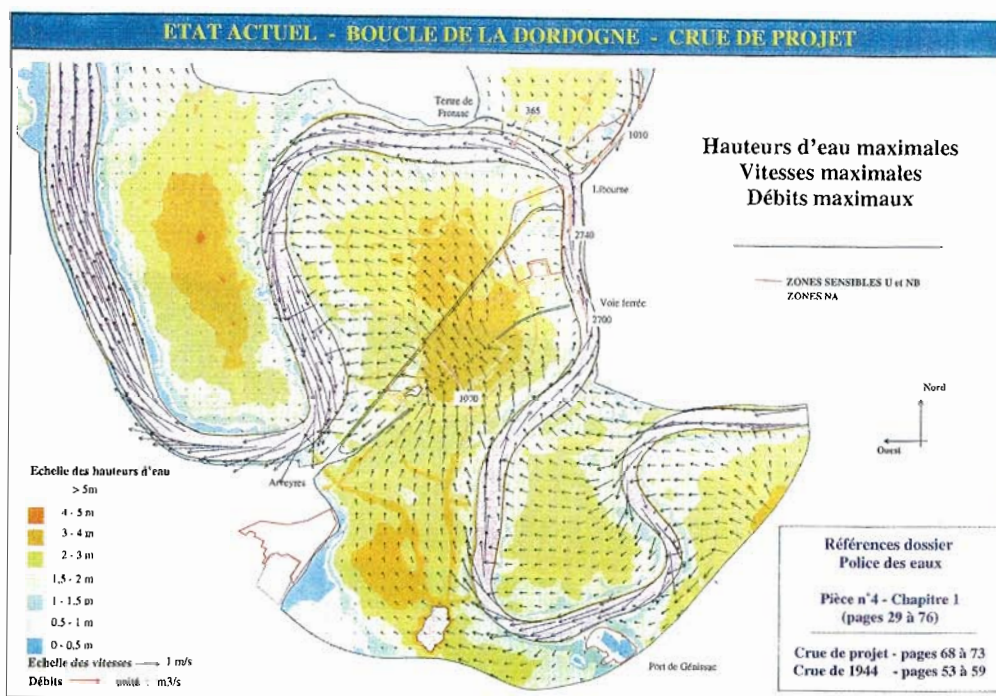 ETAT ACTUEL - BOUCLE DE LA DORDOGNE - CRUE DE PROJET
Tertre de
Fronsac
365
1010
Libourne
2740
Voie ferrée
2700
3970
Arveyres
Port de Génissac
Hauteurs d'eau maximales
Vitesses maximales
Débits maximaux
ZONES SENSIBLES U et NB
ZONES NA
Nord
Ouest
Echelle des hauteurs d'eau
> 5m
4 - 5 m
3 - 4 m
2 - 3 m
1,5 - 2 m
1 - 1,5 m
0,5 - 1 m
0 - 0,5 m
Echelle des vitesses 1 m/s
Débits unité : m3/s
Références dossier
Police des eaux
Pièce n°4 - Chapitre 1
(pages 29 à 76)
Crue de projet - pages 68 à 73
Crue de 1944 - pages 53 à 59